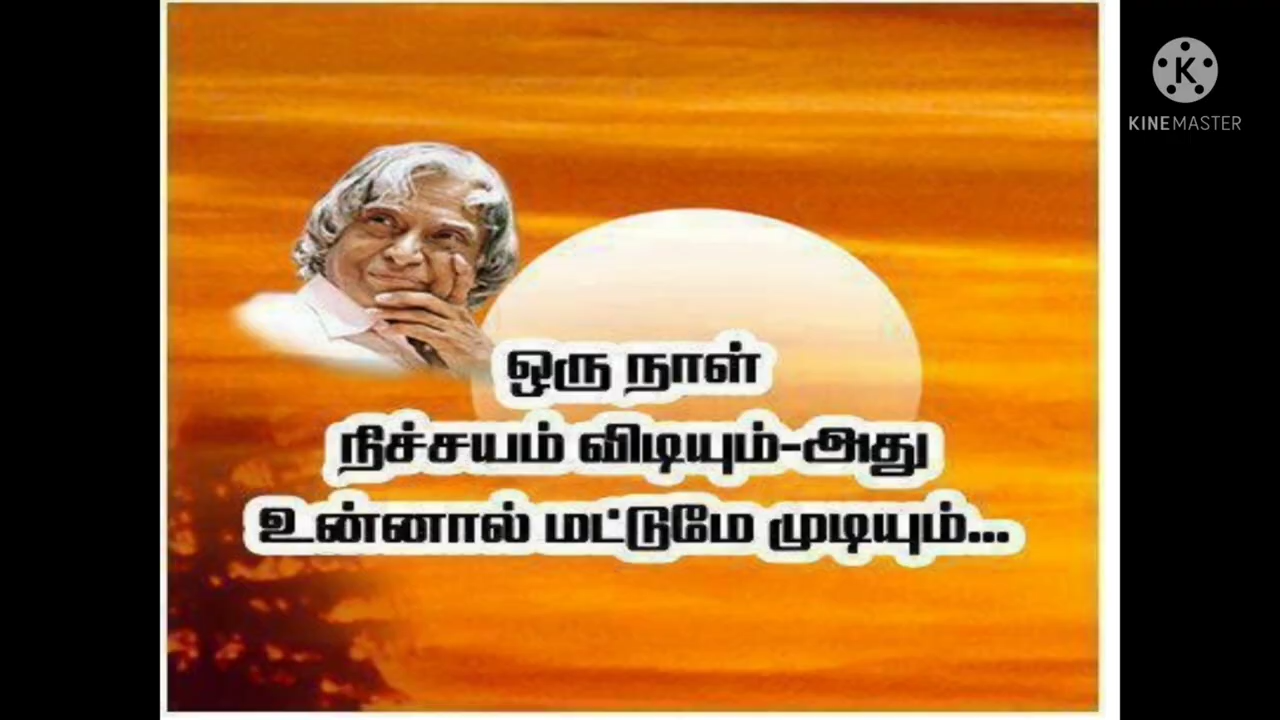 ஒரு நாள்
நிச்சயம் விடியும்-அது
உன்னால் மட்டுமே முடியும்...
K
KINEMASTER